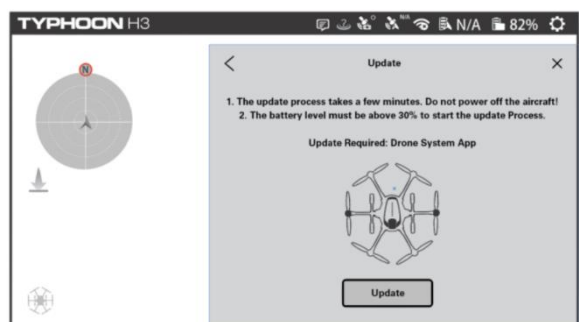 TYPHOON H3
N/A
N/A 82%
Update
1. The update process takes a few minutes. Do not power off the aircraft!
2. The battery level must be above 30% to start the update Process.
Update Required: Drone System App
N
Update